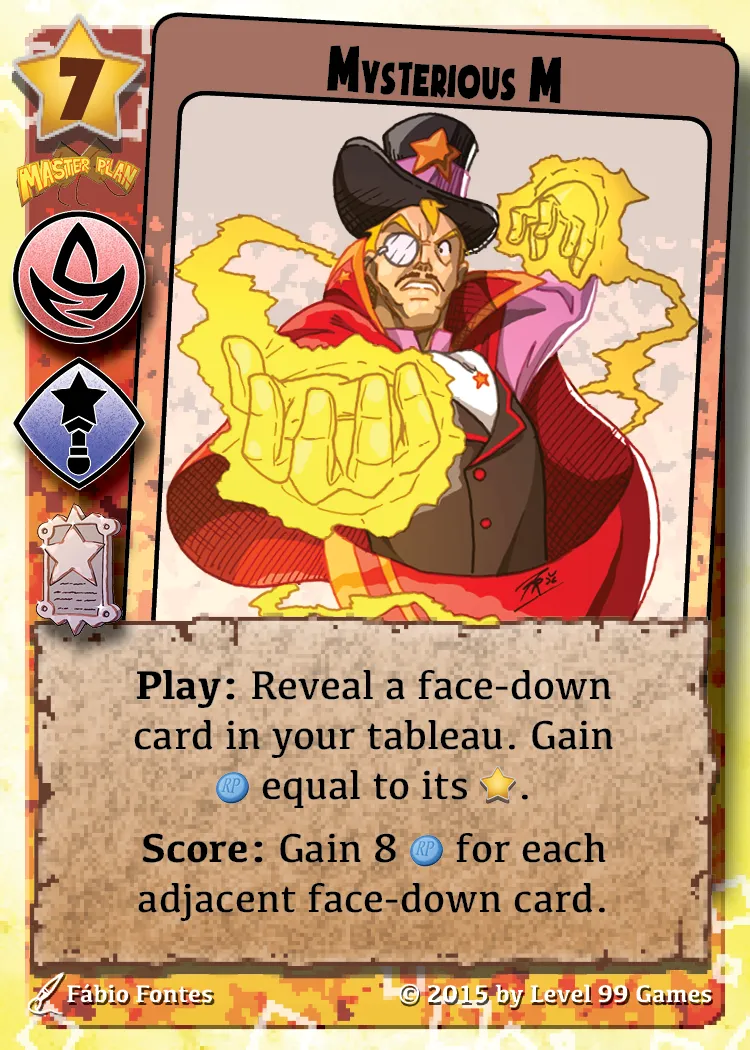 7
MYSTERIOUS M
MASTER PLAN
Play: Reveal a face-down
card in your tableau. Gain
RP equal to its .
Score: Gain 8 RP for each
adjacent face-down card.
Fábio Fontes
© 2015 by Level 99 Games